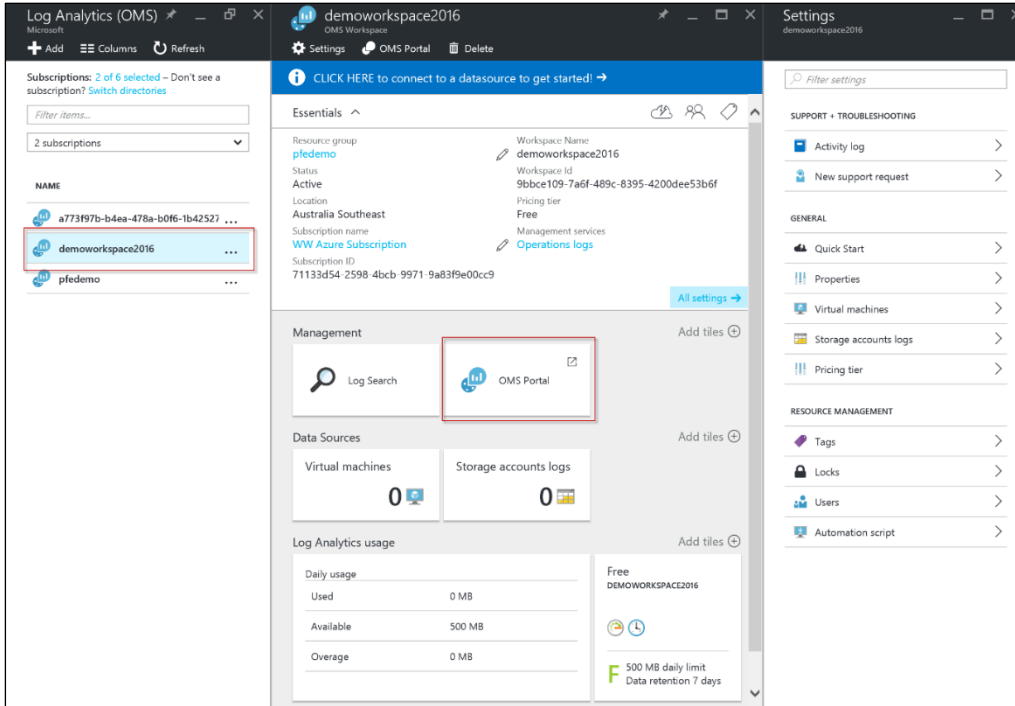 Log Analytics (OMS)
Microsoft
Add Columns Refresh
Subscriptions: 2 of 6 selected – Don't see a
subscription? Switch directories
Filter items...
2 subscriptions
NAME
a773f97b-b4ea-478a-b0f6-1b42527 ...
demoworkspace2016 ...
pfedemo ...
demoworkspace2016
OMS Workspace
Settings OMS Portal Delete
CLICK HERE to connect to a datasource to get started! →
Essentials
Resource group
pfedemo
Status
Active
Location
Australia Southeast
Subscription name
WW Azure Subscription
Subscription ID
71133d54-2598-4bcb-9971-9a83f9e00cc9
Workspace Name
demoworkspace2016
Workspace Id
9bbce109-7a6f-489c-8395-4200dee53b6f
Pricing tier
Free
Management services
Operations logs
All settings →
Management Add tiles
Log Search
OMS Portal
Data Sources Add tiles
Virtual machines
0
Storage accounts logs
0
Log Analytics usage Add tiles
Daily usage
Used 0 MB
Available 500 MB
Overage 0 MB
Free
DEMOWORKSPACE2016
F
500 MB daily limit
Data retention 7 days
Settings
demoworkspace2016
Filter settings
SUPPORT + TROUBLESHOOTING
Activity log
New support request
GENERAL
Quick Start
Properties
Virtual machines
Storage accounts logs
Pricing tier
RESOURCE MANAGEMENT
Tags
Locks
Users
Automation script